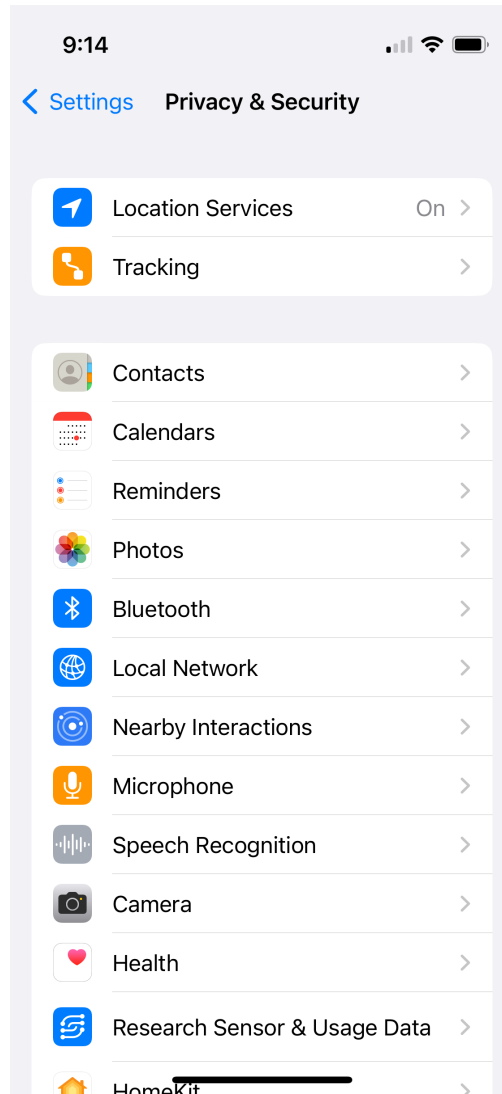 9:14
Settings Privacy & Security
Location Services On
Tracking
Contacts
Calendars
Reminders
Photos
Bluetooth
Local Network
Nearby Interactions
Microphone
Speech Recognition
Camera
Health
Research Sensor & Usage Data
HomeKit